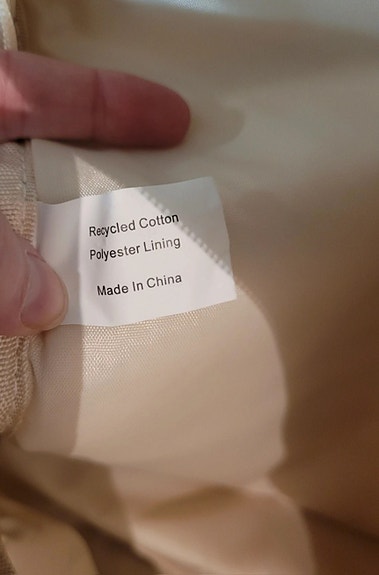 Recycled Cotton
Polyester Lining
Made In China